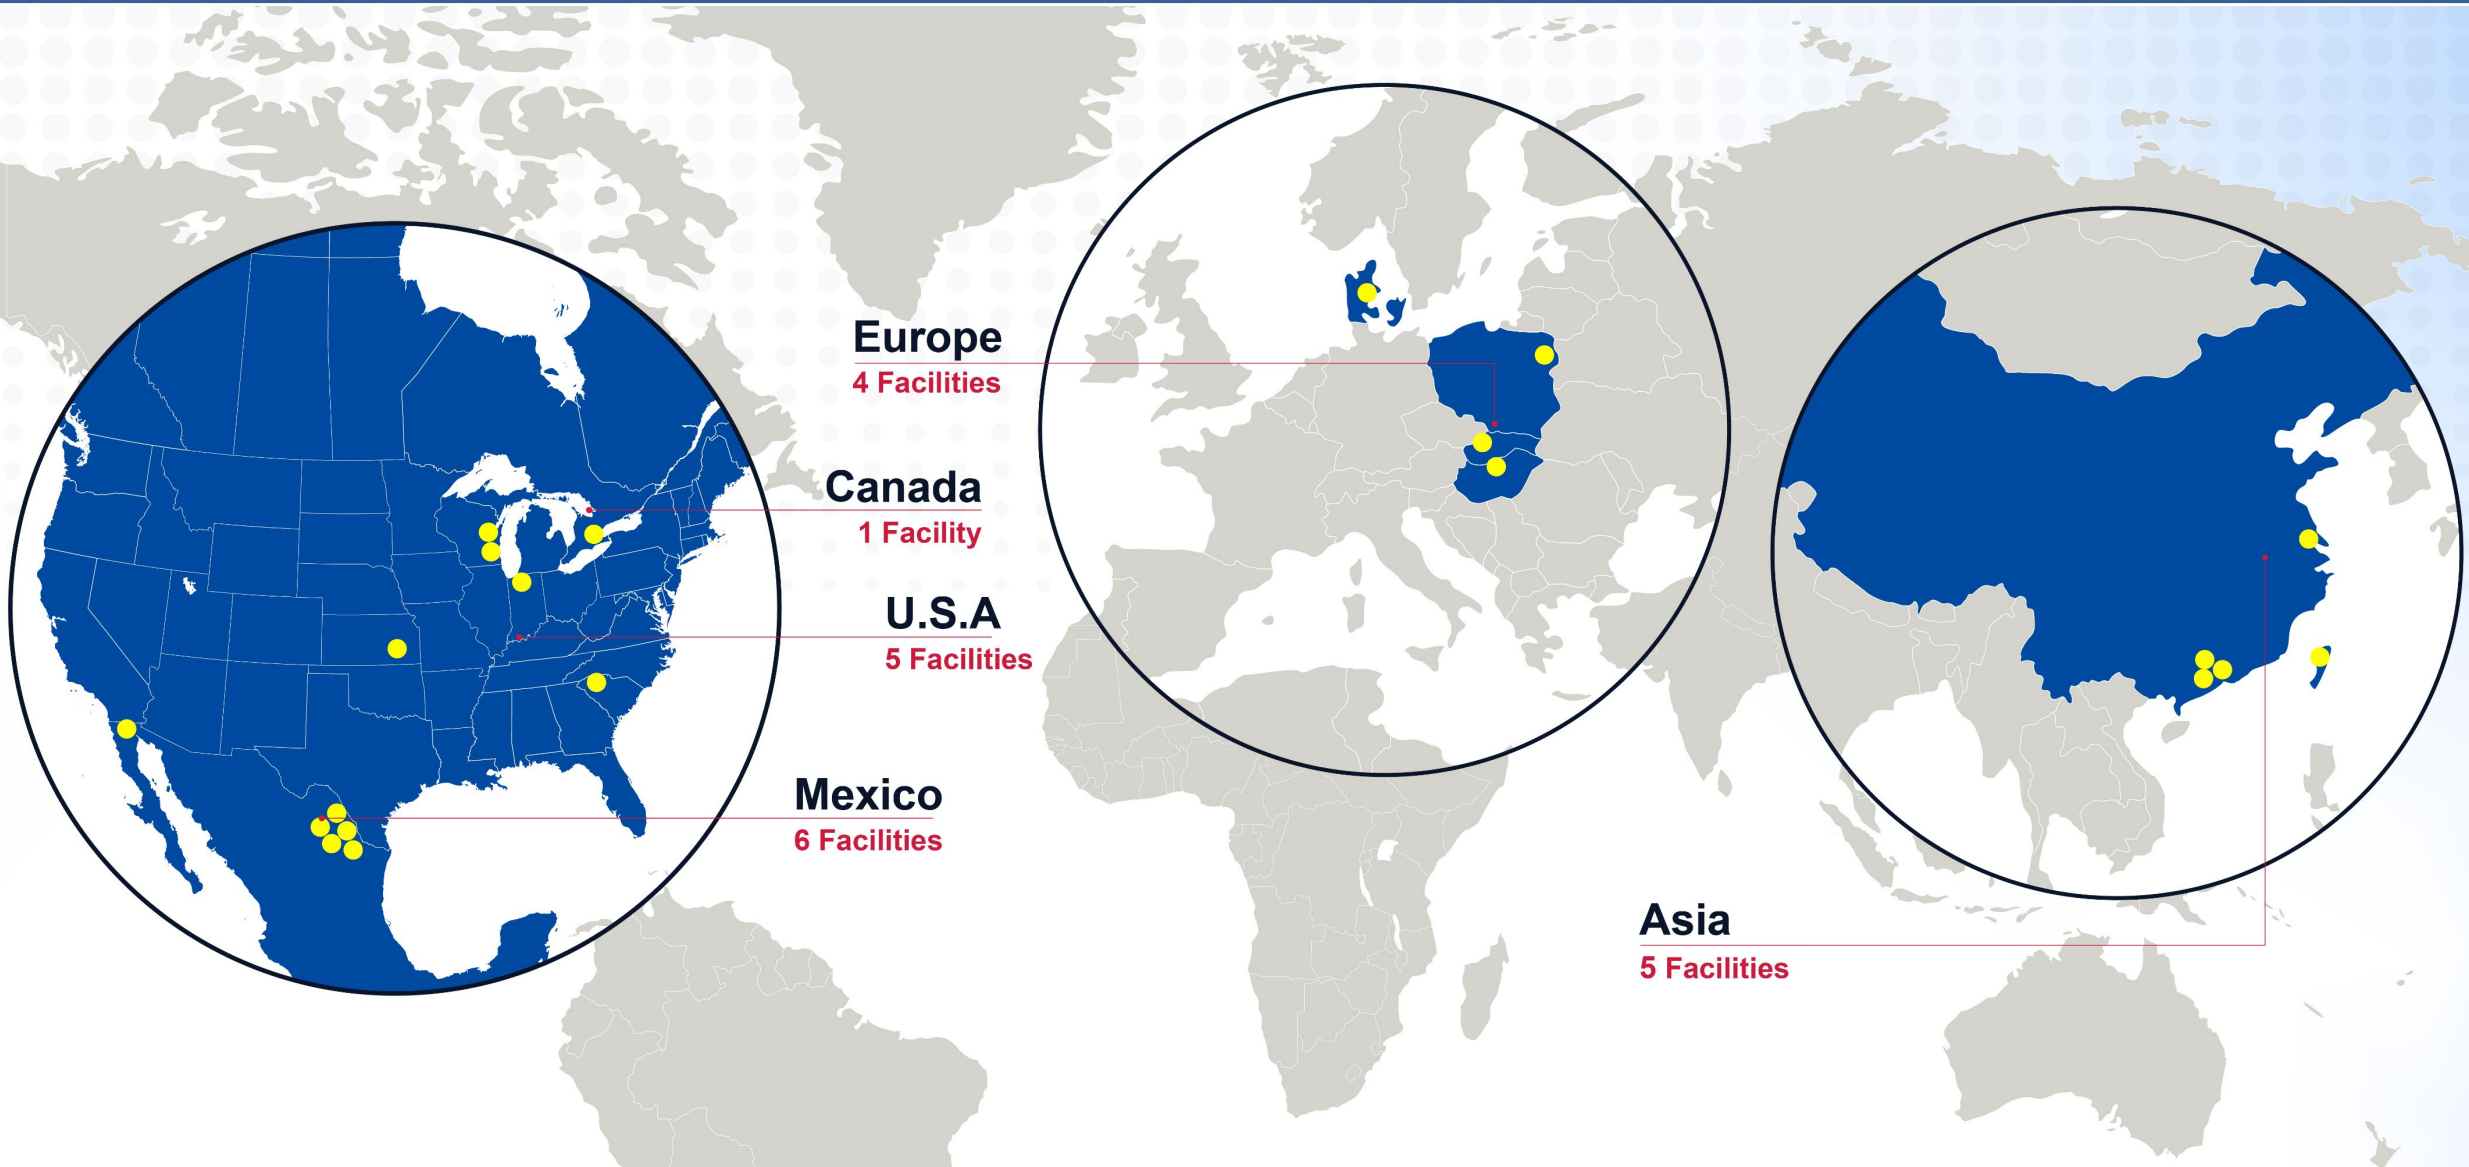 Europe
4 Facilities
Canada
1 Facility
U.S.A
5 Facilities
Mexico
6 Facilities
Asia
5 Facilities